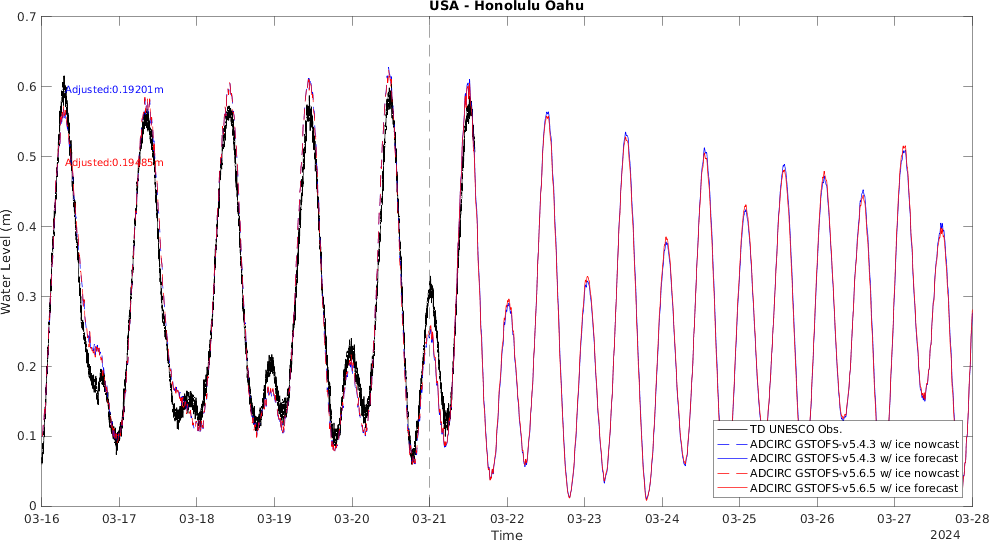 USA - Honolulu Oahu
0.7
0.6
0.5
0.4
0.3
0.2
0.1
0
Water Level (m)
Adjusted:0.19201m
Adjusted:0.19485m
TD UNESCO Obs.
ADCIRC GSTOFS-v5.4.3 w/ ice nowcast
ADCIRC GSTOFS-v5.4.3 w/ ice forecast
ADCIRC GSTOFS-v5.6.5 w/ ice nowcast
ADCIRC GSTOFS-v5.6.5 w/ ice forecast
03-16 03-17 03-18 03-19 03-20 03-21 03-22 03-23 03-24 03-25 03-26 03-27 03-28
Time
2024